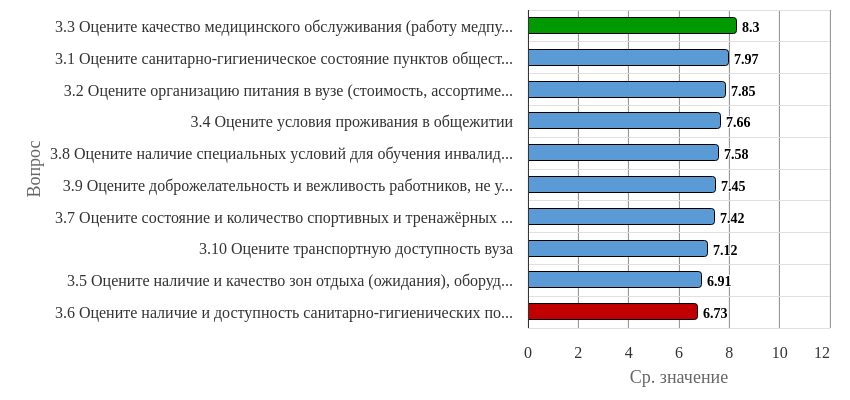 3.3 Оцените качество медицинского обслуживания (работу медпу... 8.3
3.1 Оцените санитарно-гигиеническое состояние пунктов общест... 7.97
3.2 Оцените организацию питания в вузе (стоимость, ассортиме... 7.85
3.4 Оцените условия проживания в общежитии 7.66
3.8 Оцените наличие специальных условий для обучения инвалид... 7.58
3.9 Оцените доброжелательность и вежливость работников, не у... 7.45
3.7 Оцените состояние и количество спортивных и тренажёрных ... 7.42
3.10 Оцените транспортную доступность вуза 7.12
3.5 Оцените наличие и качество зон отдыха (ожидания), оборуд... 6.91
3.6 Оцените наличие и доступность санитарно-гигиенических по... 6.73
Вопрос
0 2 4 6 8 10 12
Ср. значение